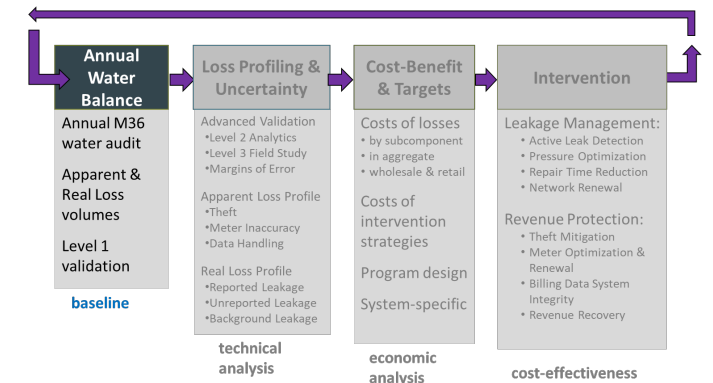 Annual
Water
Balance
Annual M36
water audit
Apparent &
Real Loss
volumes
Level 1
validation
baseline
Loss Profiling &
Uncertainty
Advanced Validation
•Level 2 Analytics
•Level 3 Field Study
•Margins of Error
Apparent Loss Profile
•Theft
•Meter Inaccuracy
•Data Handling
Real Loss Profile
•Reported Leakage
•Unreported Leakage
•Background Leakage
technical
analysis
Cost-Benefit
& Targets
Costs of losses
• by subcomponent
• in aggregate
• wholesale & retail
Costs of
intervention
strategies
Program design
System-specific
economic
analysis
Intervention
Leakage Management:
• Active Leak Detection
• Pressure Optimization
• Repair Time Reduction
• Network Renewal
Revenue Protection:
• Theft Mitigation
• Meter Optimization &
Renewal
• Billing Data System
Integrity
• Revenue Recovery
cost-effectiveness